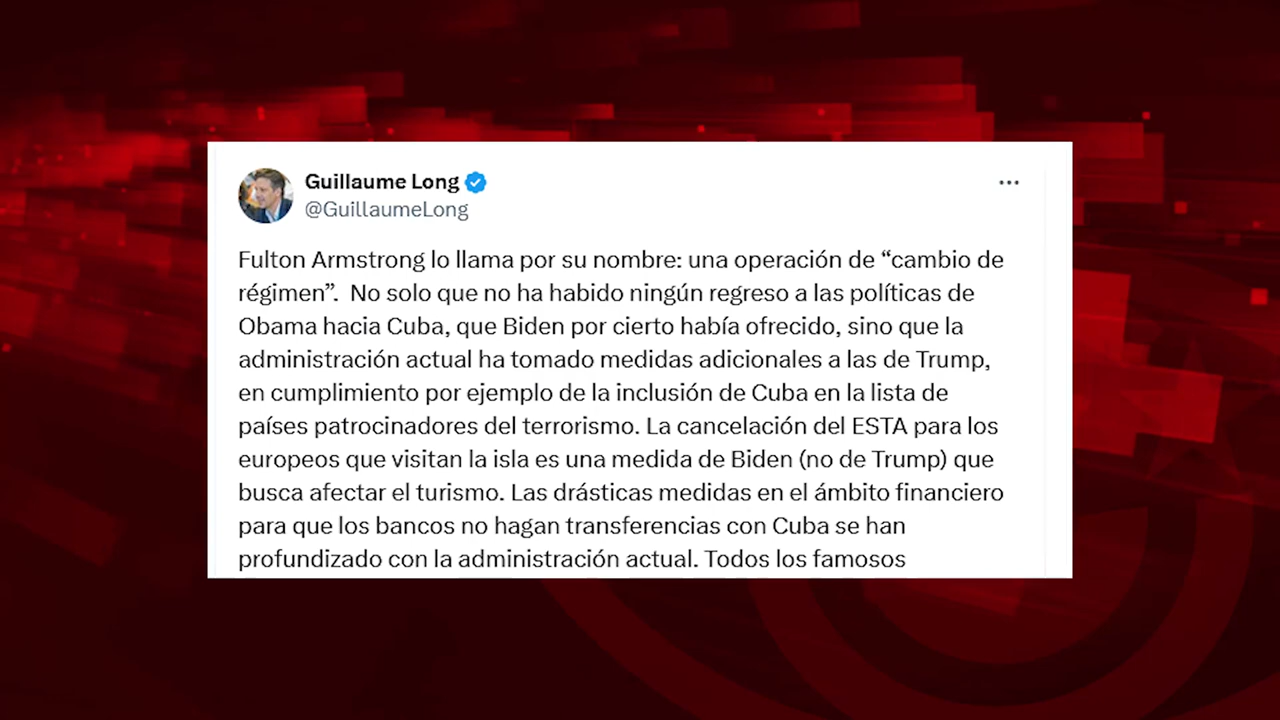 Guillaume Long
@GuillaumeLong
Fulton Armstrong lo llama por su nombre: una operación de “cambio de
régimen”.  No solo que no ha habido ningún regreso a las políticas de
Obama hacia Cuba, que Biden por cierto había ofrecido, sino que la
administración actual ha tomado medidas adicionales a las de Trump,
en cumplimiento por ejemplo de la inclusión de Cuba en la lista de
países patrocinadores del terrorismo. La cancelación del ESTA para los
europeos que visitan la isla es una medida de Biden (no de Trump) que
busca afectar el turismo. Las drásticas medidas en el ámbito financiero
para que los bancos no hagan transferencias con Cuba se han
profundizado con la administración actual. Todos los famosos